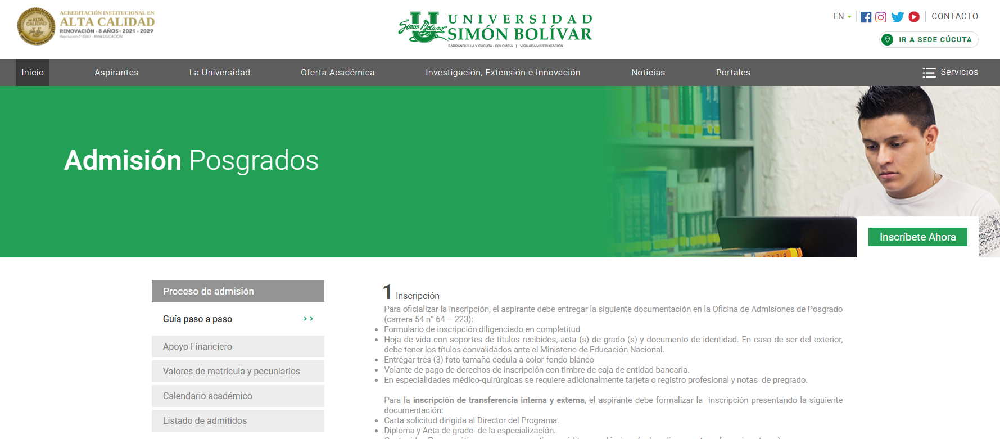 ACREDITACIÓN INSTITUCIONAL EN
ALTA CALIDAD
RENOVACIÓN - 8 AÑOS - 2021 - 2029
Resolución 015867 - MINEDUCACIÓN
ALTA
CALIDAD
Simón Bolívar
UNIVERSIDAD
SIMÓN BOLÍVAR
BARRANQUILLA Y CÚCUTA - COLOMBIA | VIGILADA MINEDUCACIÓN
EN
CONTACTO
IR A SEDE CÚCUTA
Inicio
Aspirantes
La Universidad
Oferta Académica
Investigación, Extensión e Innovación
Noticias
Portales
Servicios
Admisión Posgrados
Inscríbete Ahora
Proceso de admisión
Guía paso a paso
Apoyo Financiero
Valores de matrícula y pecuniarios
Calendario académico
Listado de admitidos
1 Inscripción
Para oficializar la inscripción, el aspirante debe entregar la siguiente documentación en la Oficina de Admisiones de Posgrado
(carrera 54 n° 64 – 223):
Formulario de inscripción diligenciado en completitud
Hoja de vida con soportes de títulos recibidos, acta (s) de grado (s) y documento de identidad. En caso de ser del exterior,
debe tener los títulos convalidados ante el Ministerio de Educación Nacional.
Entregar tres (3) foto tamaño cedula a color fondo blanco
Volante de pago de derechos de inscripción con timbre de caja de entidad bancaria.
En especialidades médico-quirúrgicas se requiere adicionalmente tarjeta o registro profesional y notas de pregrado.
Para la inscripción de transferencia interna y externa, el aspirante debe formalizar la inscripción presentando la siguiente
documentación:
Carta solicitud dirigida al Director del Programa.
Diploma y Acta de grado de la especialización.